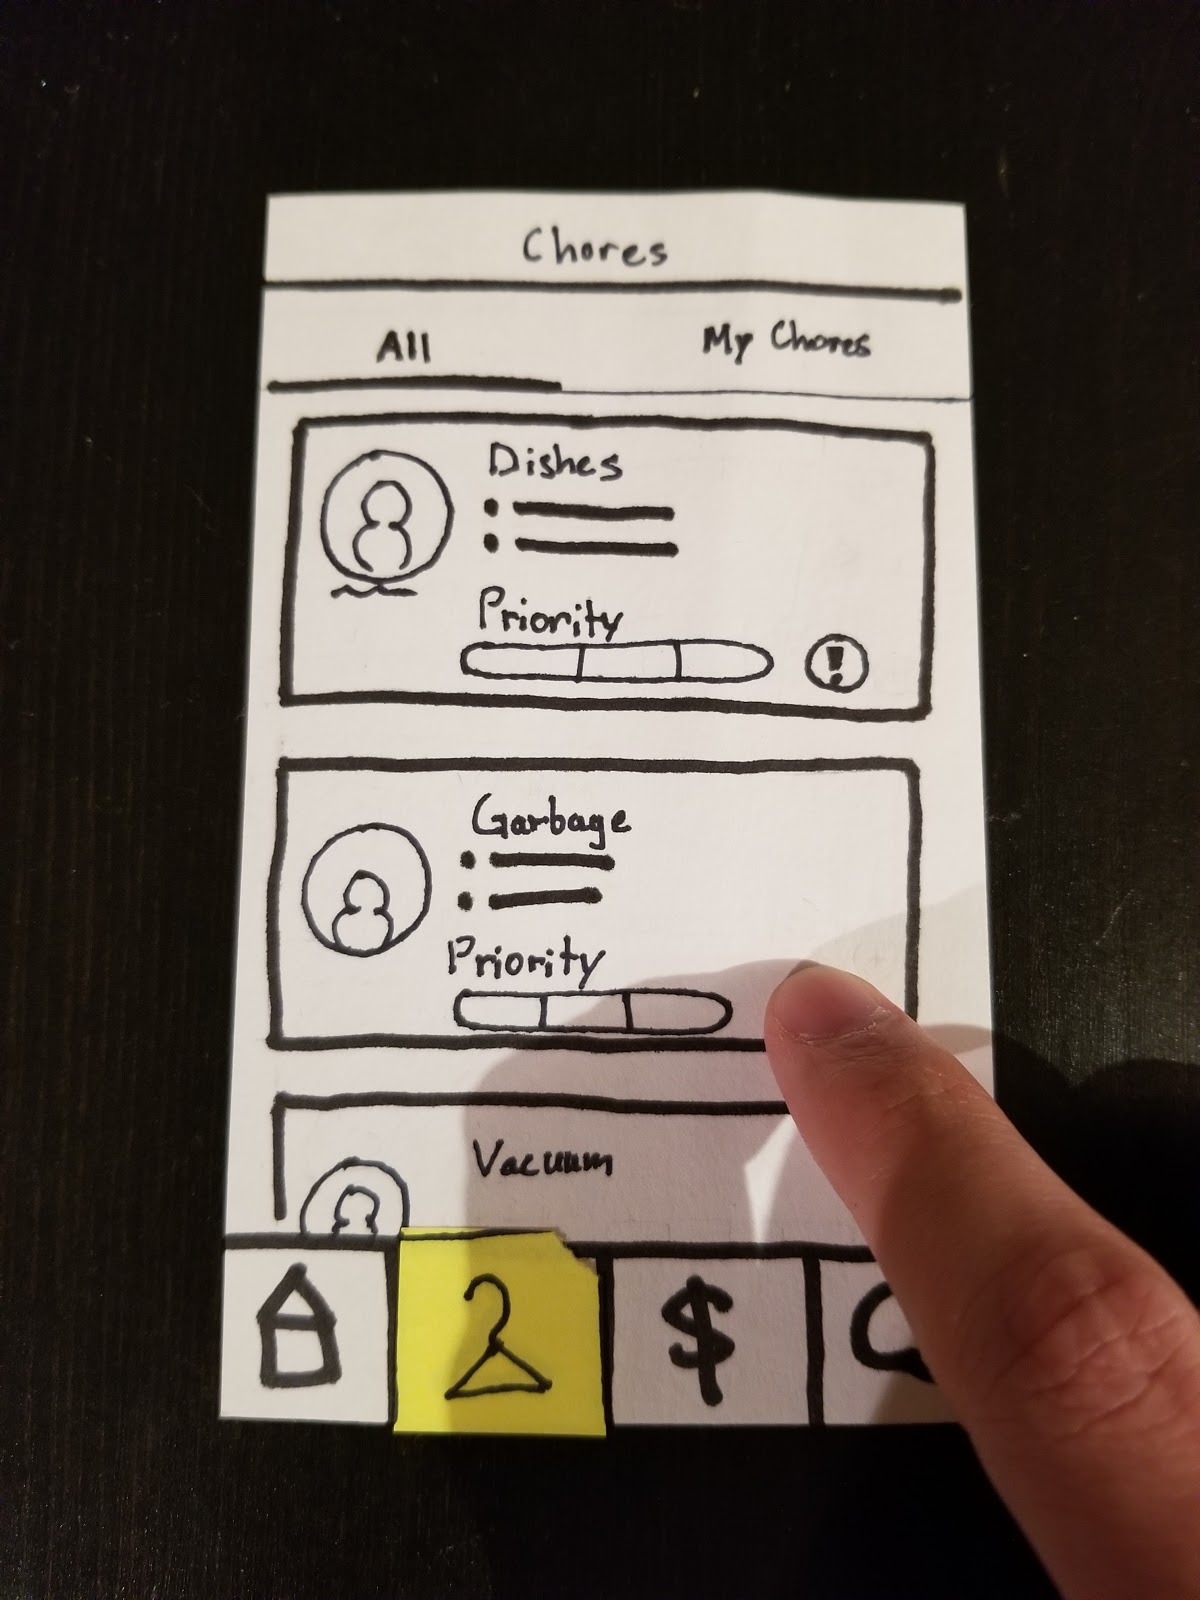 Chores
All
My Chores
Dishes
Priority
!
Garbage
Priority
Vacuum
$